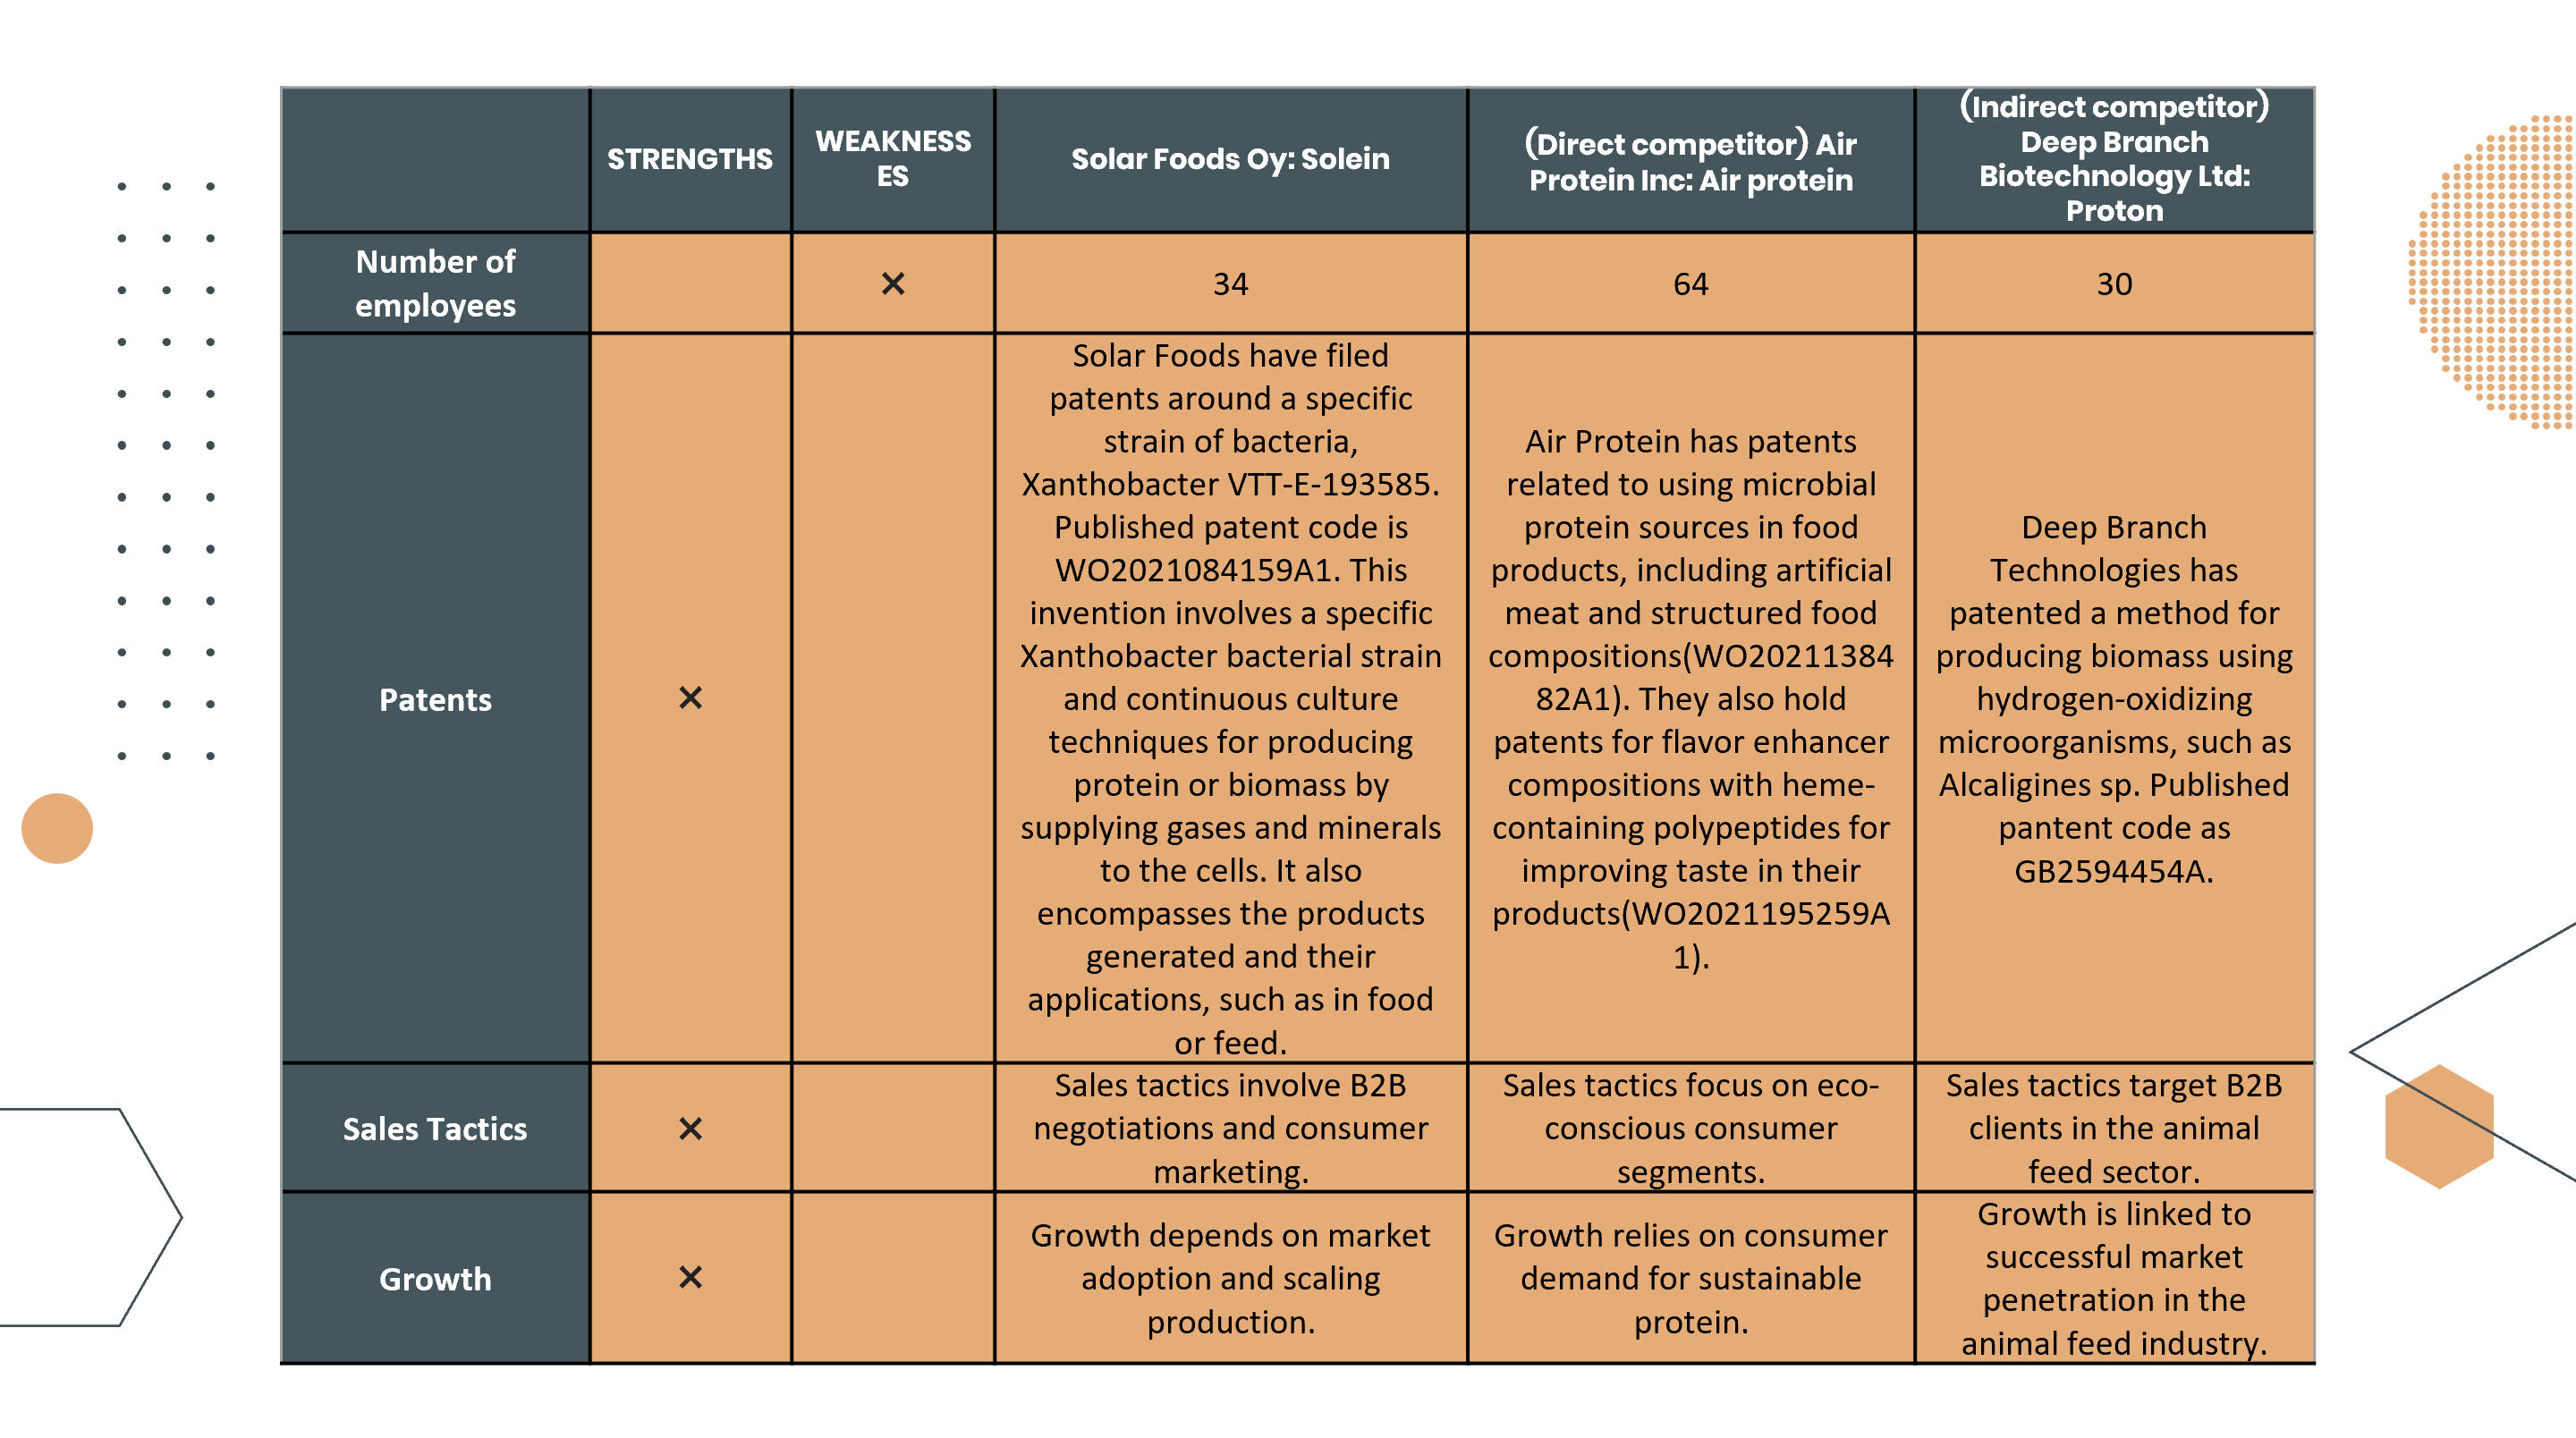 STRENGTHS
WEAKNESS
ES
Solar Foods Oy: Solein
(Direct competitor) Air
Protein Inc: Air protein
(Indirect competitor)
Deep Branch
Biotechnology Ltd:
Proton
Number of
employees
✕
34
64
30
Patents
✕
Solar Foods have filed
patents around a specific
strain of bacteria,
Xanthobacter VTT-E-193585.
Published patent code is
WO2021084159A1. This
invention involves a specific
Xanthobacter bacterial strain
and continuous culture
techniques for producing
protein or biomass by
supplying gases and minerals
to the cells. It also
encompasses the products
generated and their
applications, such as in food
or feed.
Air Protein has patents
related to using microbial
protein sources in food
products, including artificial
meat and structured food
compositions(WO20211384
82A1). They also hold
patents for flavor enhancer
compositions with heme-
containing polypeptides for
improving taste in their
products(WO2021195259A
1).
Deep Branch
Technologies has
patented a method for
producing biomass using
hydrogen-oxidizing
microorganisms, such as
Alcaligines sp. Published
pantent code as
GB2594454A.
Sales Tactics
✕
Sales tactics involve B2B
negotiations and consumer
marketing.
Sales tactics focus on eco-
conscious consumer
segments.
Sales tactics target B2B
clients in the animal
feed sector.
Growth
✕
Growth depends on market
adoption and scaling
production.
Growth relies on consumer
demand for sustainable
protein.
Growth is linked to
successful market
penetration in the
animal feed industry.